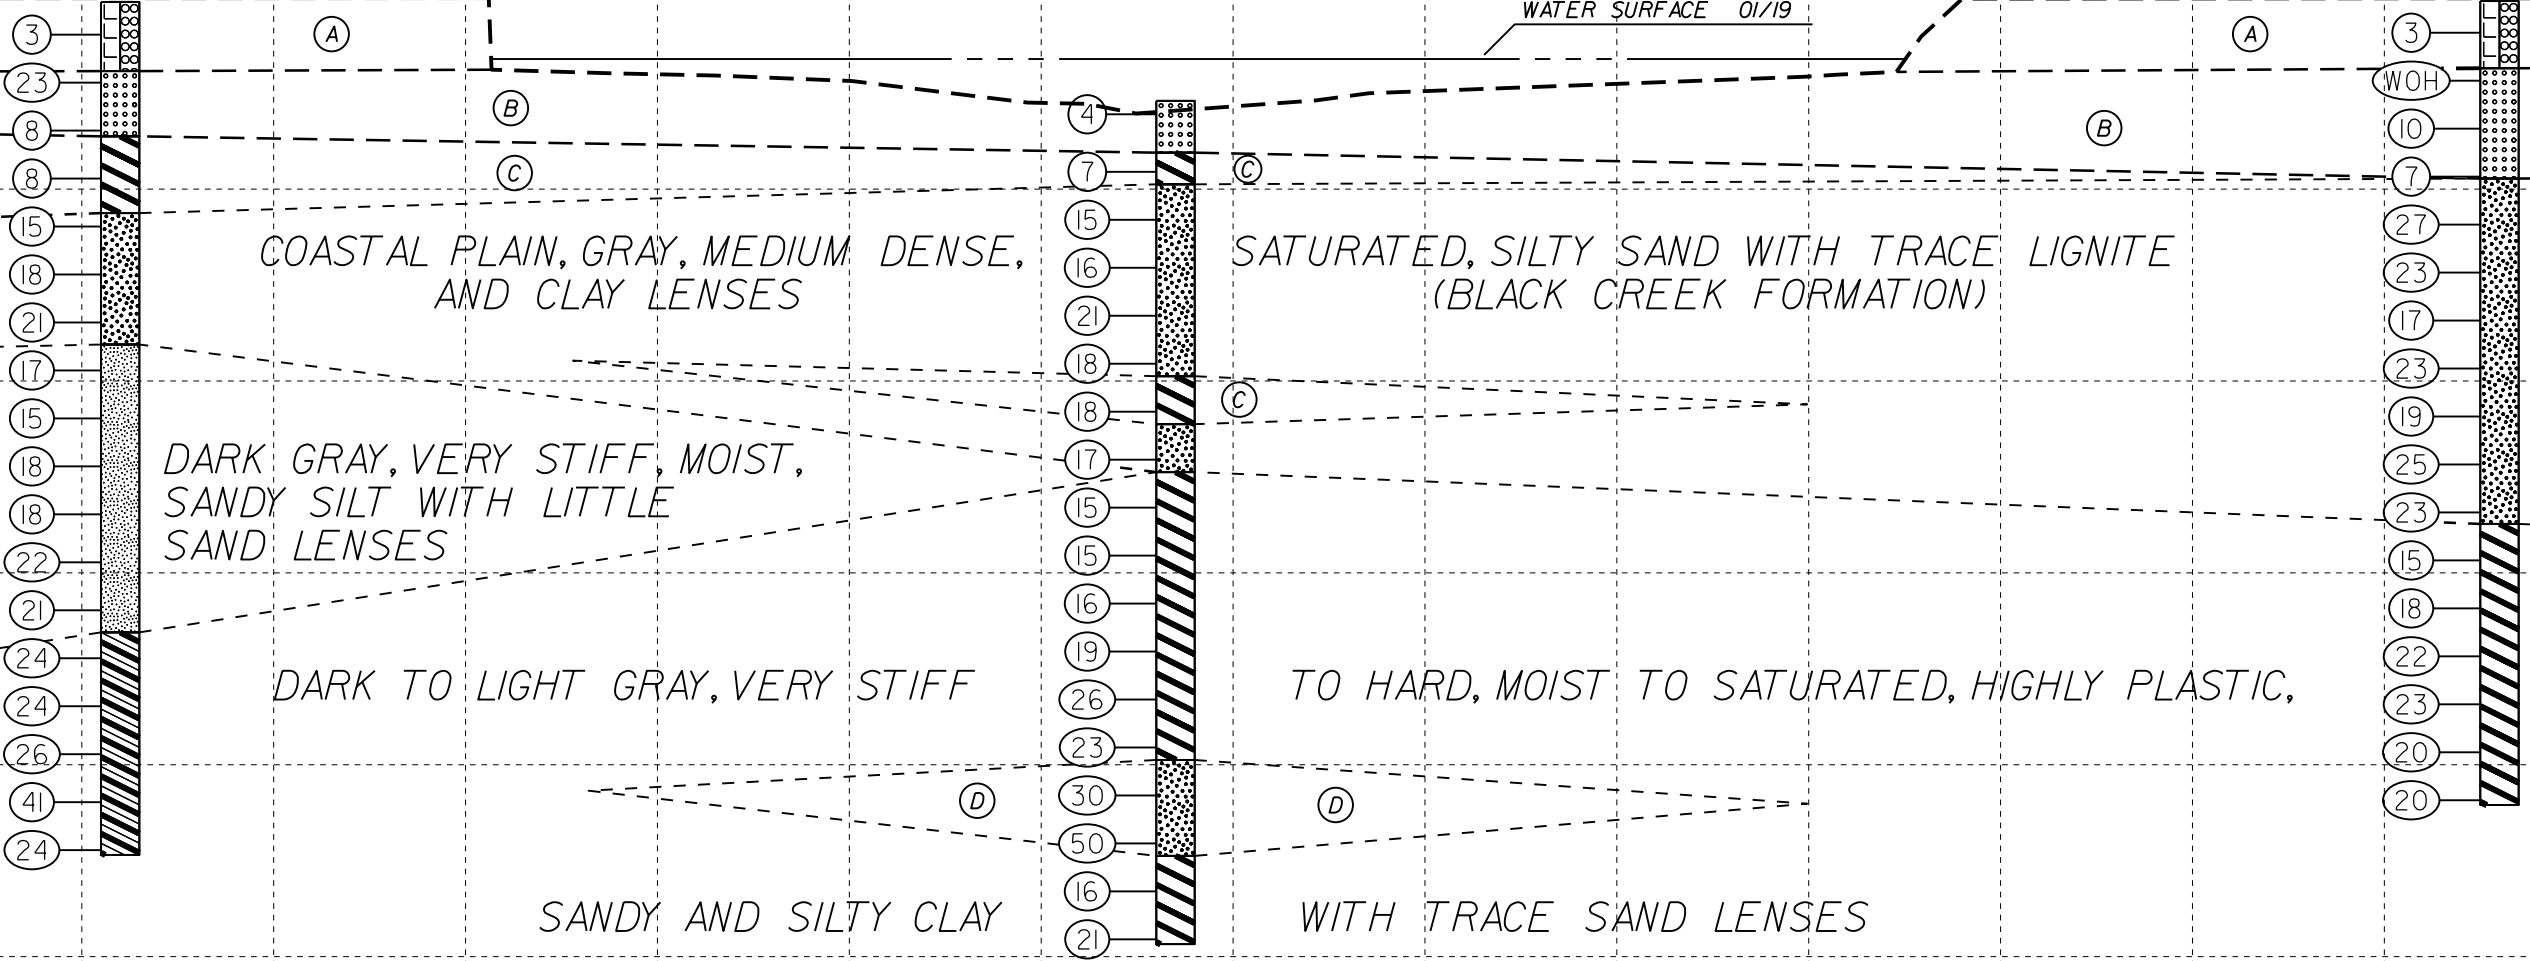 WATER SURFACE 01/19
3
A
A
3
23
WOH
B
B
4
8
10
C
7
C
8
7
15
15
27
COASTAL PLAIN, GRAY, MEDIUM DENSE, SATURATED, SILTY SAND WITH TRACE LIGNITE
18
16
23
AND CLAY LENSES (BLACK CREEK FORMATION)
21
21
17
17
18
23
C
15
18
19
DARK GRAY, VERY STIFF, MOIST,
18
17
25
SANDY SILT WITH LITTLE
18
15
23
SAND LENSES
22
15
15
21
16
18
24
19
22
DARK TO LIGHT GRAY, VERY STIFF TO HARD, MOIST TO SATURATED, HIGHLY PLASTIC,
24
26
23
26
23
20
41
D
30
D
20
24
50
16
SANDY AND SILTY CLAY WITH TRACE SAND LENSES
21